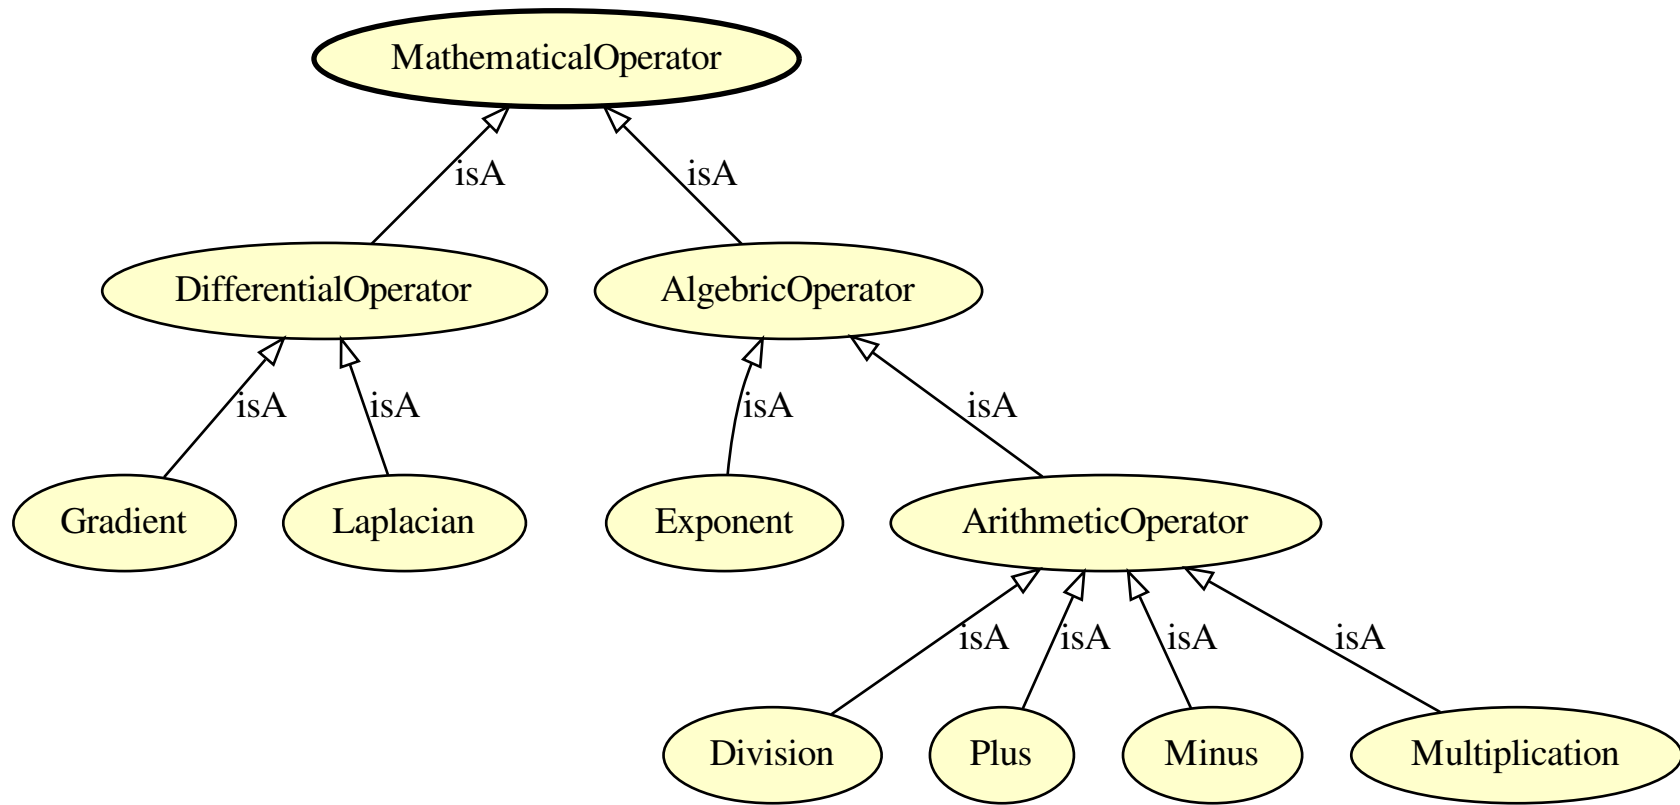 MathematicalOperator
isA
isA
DifferentialOperator
AlgebricOperator
isA
isA
isA
isA
Gradient
Laplacian
Exponent
ArithmeticOperator
isA
isA
isA
isA
Division
Plus
Minus
Multiplication